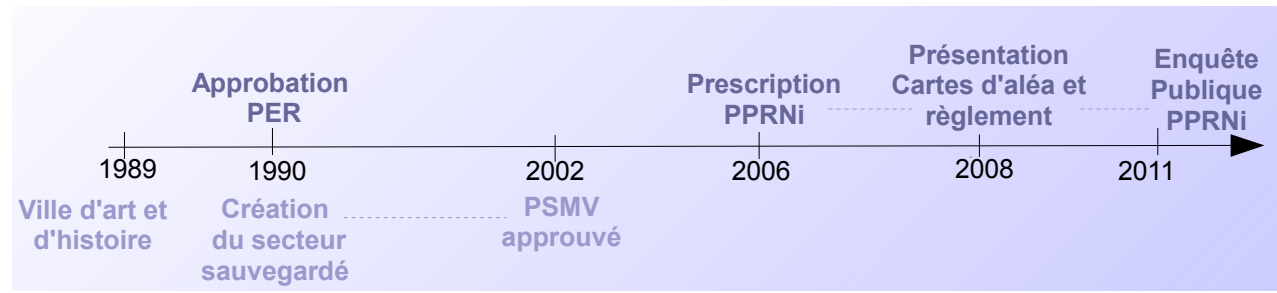 Approbation
PER
Prescription
PPRNi
Présentation
Cartes d'aléa et
règlement
Enquête
Publique
PPRNi
1989
1990
2002
2006
2008
2011
Ville d'art et
d'histoire
Création
du secteur
sauvegardé
PSMV
approuvé